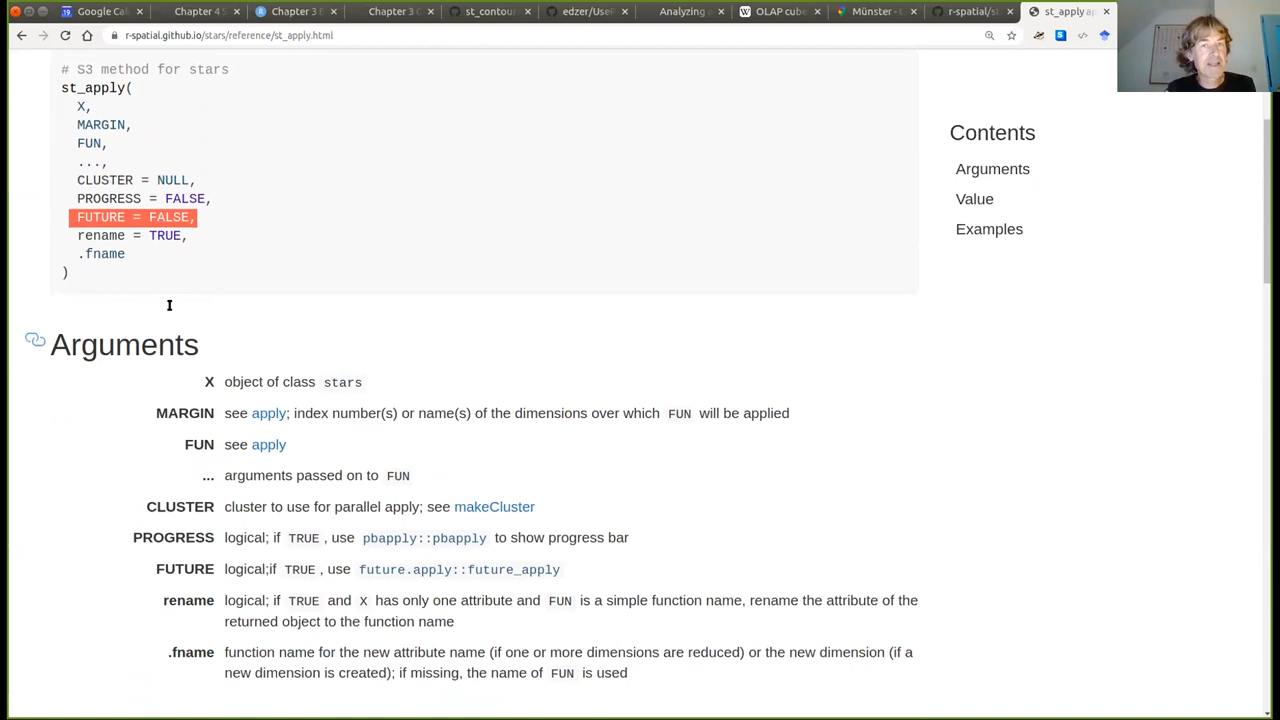 Google Cale
Chapter 4
Chapter 3 E
Chapter 3 C
st_contou
edzer/UseR
Analyzing
OLAP cube
Münster - L
r-spatial/s
st_apply ap
r-spatial.github.io/stars/reference/st_apply.html
# S3 method for stars
st_apply(
X,
MARGIN,
FUN,
...,
CLUSTER = NULL,
PROGRESS = FALSE,
FUTURE = FALSE,
rename = TRUE,
.fname
)
Contents
Arguments
Value
Examples
Arguments
X object of class stars
MARGIN see apply; index number(s) or name(s) of the dimensions over which FUN will be applied
FUN see apply
... arguments passed on to FUN
CLUSTER cluster to use for parallel apply; see makeCluster
PROGRESS logical; if TRUE , use pbapply::pbapply to show progress bar
FUTURE logical;if TRUE , use future.apply::future_apply
rename logical; if TRUE and X has only one attribute and FUN is a simple function name, rename the attribute of the
returned object to the function name
.fname function name for the new attribute name (if one or more dimensions are reduced) or the new dimension (if a
new dimension is created); if missing, the name of FUN is used